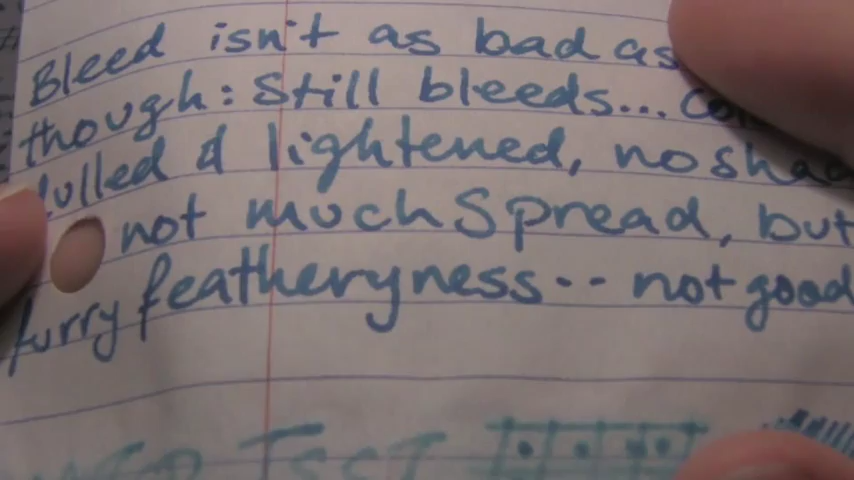 Bleed isn't as bad as
though: Still bleeds...
dulled & lightened, no
not much Spread, but
furry featheryness.. not good
TEST